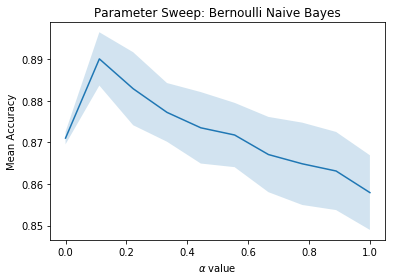 Parameter Sweep: Bernoulli Naive Bayes
Mean Accuracy
0.89
0.88
0.87
0.86
0.85
0.0 0.2 0.4 0.6 0.8 1.0
α value